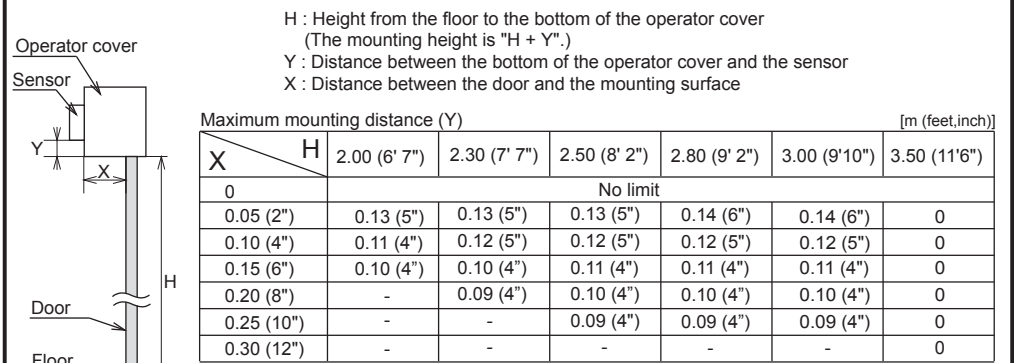 H : Height from the floor to the bottom of the operator cover
(The mounting height is "H + Y".)
Y : Distance between the bottom of the operator cover and the sensor
X : Distance between the door and the mounting surface
Operator cover
Sensor
Y
X
H
Door
Floor
Maximum mounting distance (Y) [m (feet,inch)]
X H 2.00 (6' 7") 2.30 (7' 7") 2.50 (8' 2") 2.80 (9' 2") 3.00 (9'10") 3.50 (11'6")
0 No limit
0.05 (2") 0.13 (5") 0.13 (5") 0.13 (5") 0.14 (6") 0.14 (6") 0
0.10 (4") 0.11 (4") 0.12 (5") 0.12 (5") 0.12 (5") 0.12 (5") 0
0.15 (6") 0.10 (4”) 0.10 (4”) 0.11 (4") 0.11 (4") 0.11 (4") 0
0.20 (8") - 0.09 (4”) 0.10 (4”) 0.10 (4”) 0.10 (4") 0
0.25 (10") - - 0.09 (4") 0.09 (4”) 0.09 (4") 0
0.30 (12") - - - - - 0